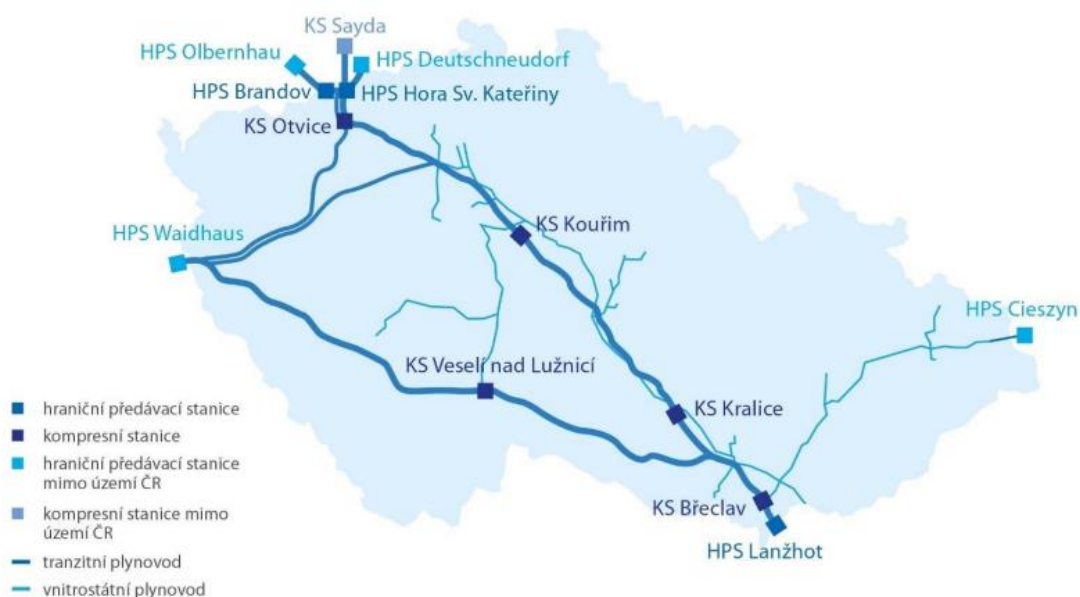 KS Sayda
HPS Olbernhau
HPS Deutschneudorf
HPS Brandov
HPS Hora Sv. Kateřiny
KS Otvice
KS Kouřim
HPS Waidhaus
HPS Cieszyn
KS Veselí nad Lužnicí
KS Kralice
KS Břeclav
HPS Lanžhot
hraniční předávací stanice
kompresní stanice
hraniční předávací stanice
mimo území ČR
kompresní stanice mimo
území ČR
tranzitní plynovod
vnitrostátní plynovod